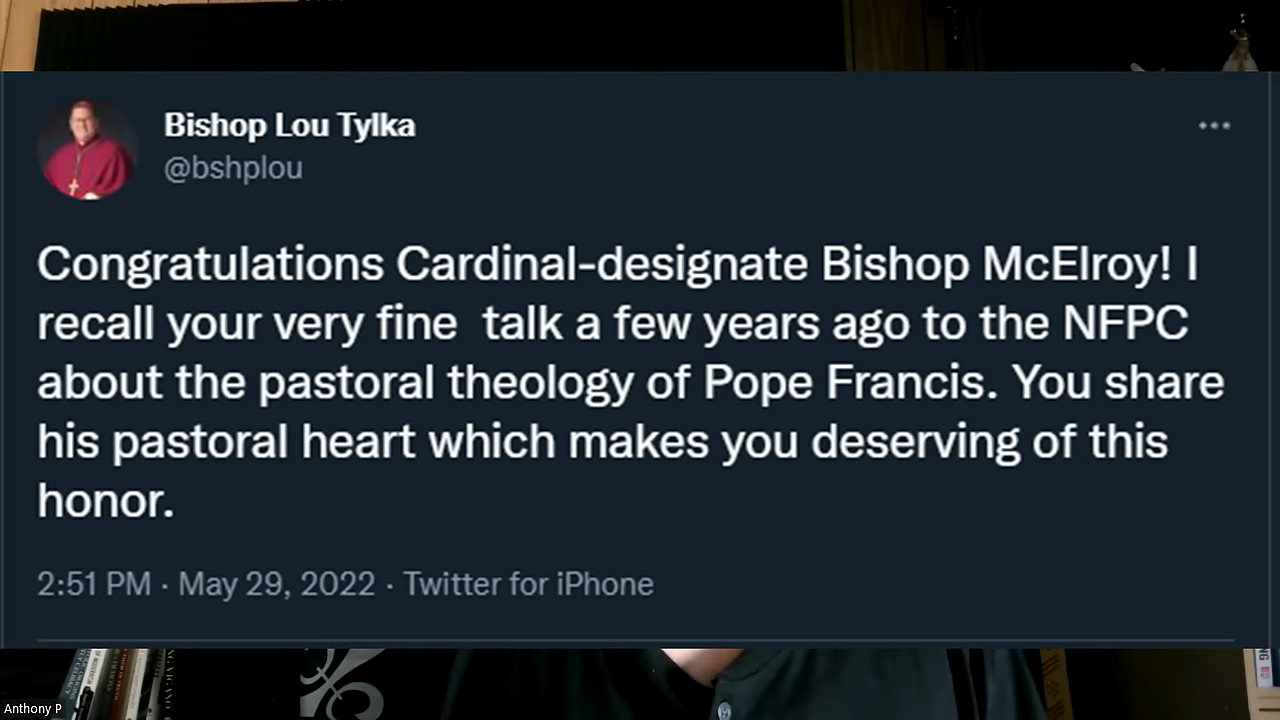 Bishop Lou Tylka
@bshplou
Congratulations Cardinal-designate Bishop McElroy! I
recall your very fine  talk a few years ago to the NFPC
about the pastoral theology of Pope Francis. You share
his pastoral heart which makes you deserving of this
honor.
2:51 PM · May 29, 2022 · Twitter for iPhone
Anthony P